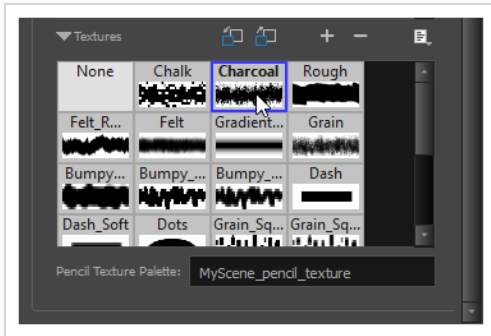 Textures
None Chalk Charcoal Rough
Felt_R... Felt Gradient... Grain
Bumpy... Bumpy_... Bumpy_... Dash
Dash_Soft Dots Grain_Sq... Grain_Sq...
Pencil Texture Palette: MyScene_pencil_texture